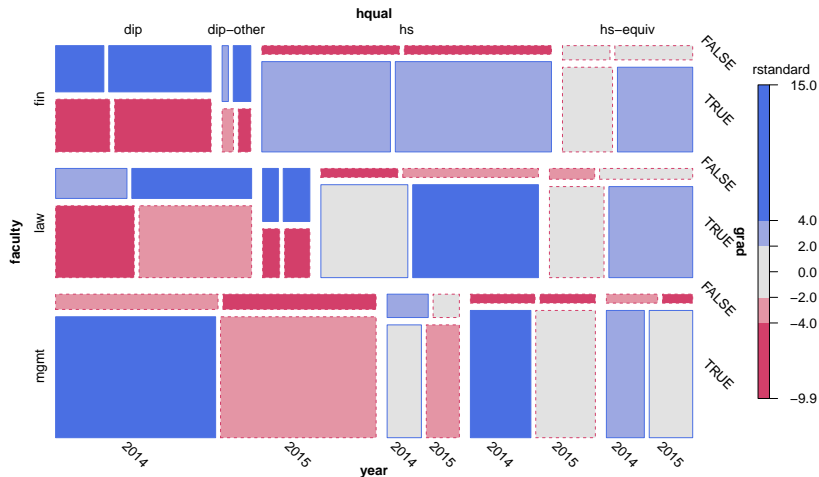 hqual
dip dip-other hs hs-equiv
rstandard
15.0
4.0
2.0
0.0
−2.0
−4.0
−9.9
faculty
fin
law
mgmt
grad
FALSE
TRUE
FALSE
TRUE
FALSE
TRUE
2014 2015 2014 2015 2014 2015 2014 2015
year